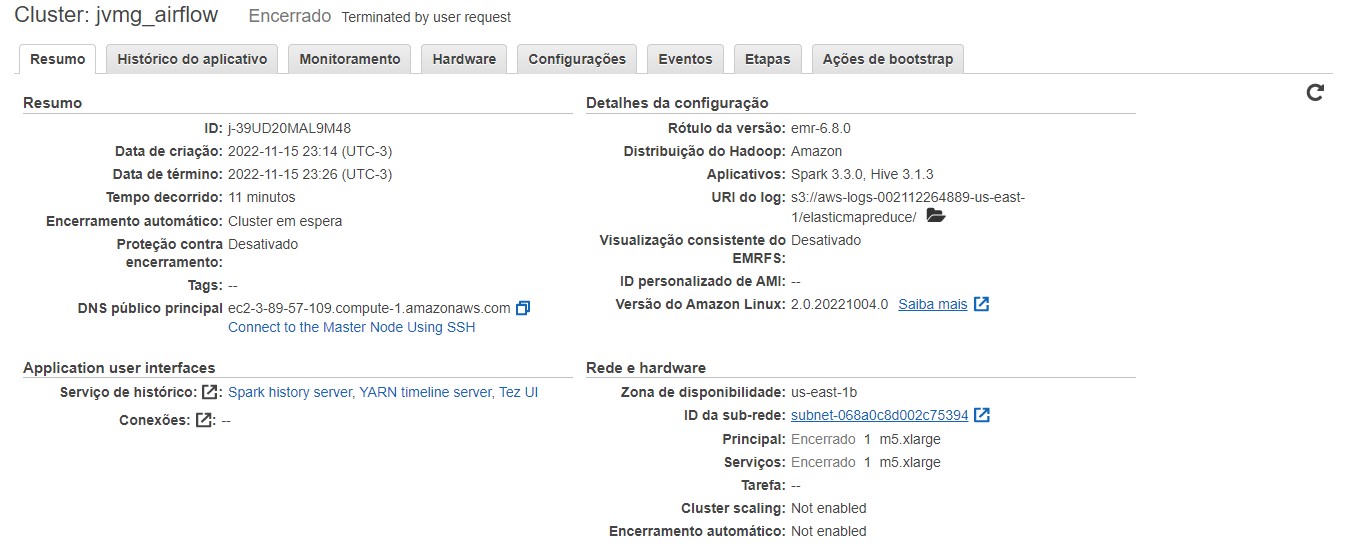 Cluster: jvmg_airflow Encerrado Terminated by user request
Resumo Histórico do aplicativo Monitoramento Hardware Configurações Eventos Etapas Ações de bootstrap
Resumo
ID: j-39UD20MAL9M48
Data de criação: 2022-11-15 23:14 (UTC-3)
Data de término: 2022-11-15 23:26 (UTC-3)
Tempo decorrido: 11 minutos
Encerramento automático: Cluster em espera
Proteção contra Desativado
encerramento:
Tags: --
DNS público principal ec2-3-89-57-109.compute-1.amazonaws.com
Connect to the Master Node Using SSH
Detalhes da configuração
Rótulo da versão: emr-6.8.0
Distribuição do Hadoop: Amazon
Aplicativos: Spark 3.3.0, Hive 3.1.3
URI do log: s3://aws-logs-002112264889-us-east-
1/elasticmapreduce/
Visualização consistente do Desativado
EMRFS:
ID personalizado de AMI: --
Versão do Amazon Linux: 2.0.20221004.0 Saiba mais
Application user interfaces
Serviço de histórico: : Spark history server, YARN timeline server, Tez UI
Conexões: : --
Rede e hardware
Zona de disponibilidade: us-east-1b
ID da sub-rede: subnet-068a0c8d002c75394
Principal: Encerrado 1 m5.xlarge
Serviços: Encerrado 1 m5.xlarge
Tarefa: --
Cluster scaling: Not enabled
Encerramento automático: Not enabled